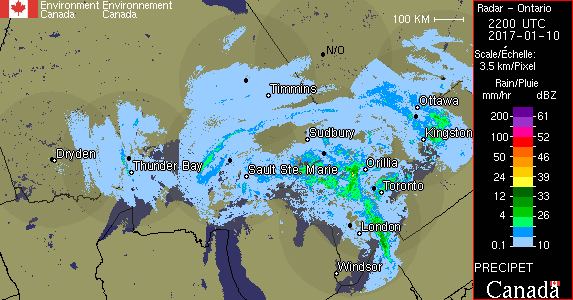 Environment Environnement
Canada Canada
100 KM
N/O
Timmins
Ottawa
Sudbury
Kingston
Dryden
Thunder Bay
Sault Ste. Marie
Orillia
Toronto
London
Windsor
Radar - Ontario
2200 UTC
2017-01-10
Scale/Échelle:
3.5 km/Pixel
Rain/Pluie
mm/hr dBZ
200 61
100 52
50 46
24 39
12 33
4 26
0.1 10
PRECIPET
Canada